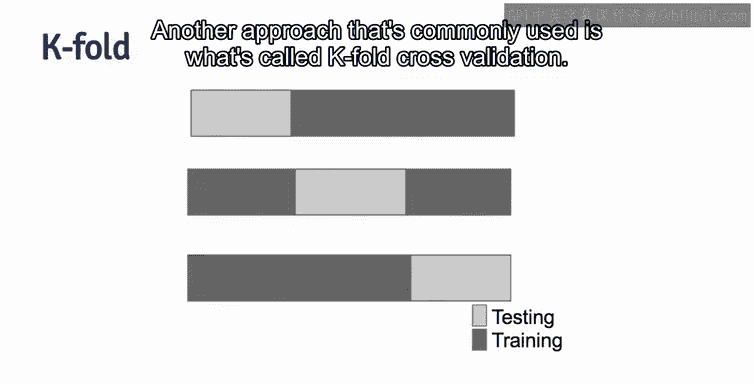 K-fold
Another approach that's commonly used is
what's called K-fold cross validation.
Testing
Training